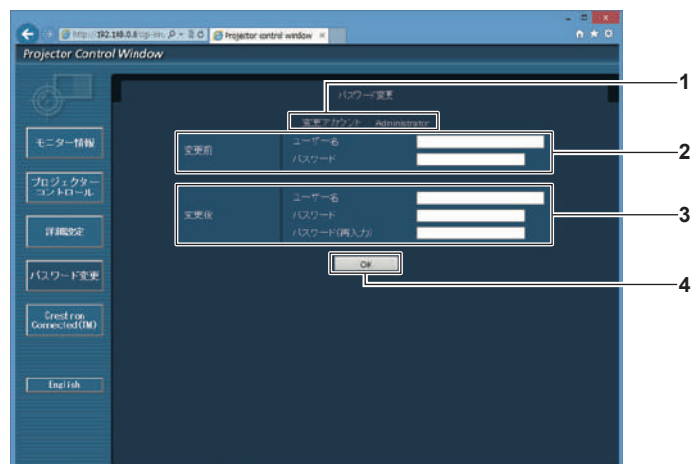 Projector control window
Projector Control Window
パスワード変更
変更アカウント Administrator
変更前
ユーザー名
パスワード
変更後
ユーザー名
パスワード
パスワード(再入力)
OK
モニター情報
プロジェクター
コントロール
詳細設定
パスワード変更
Crestron
Connected(TM)
English
1
2
3
4